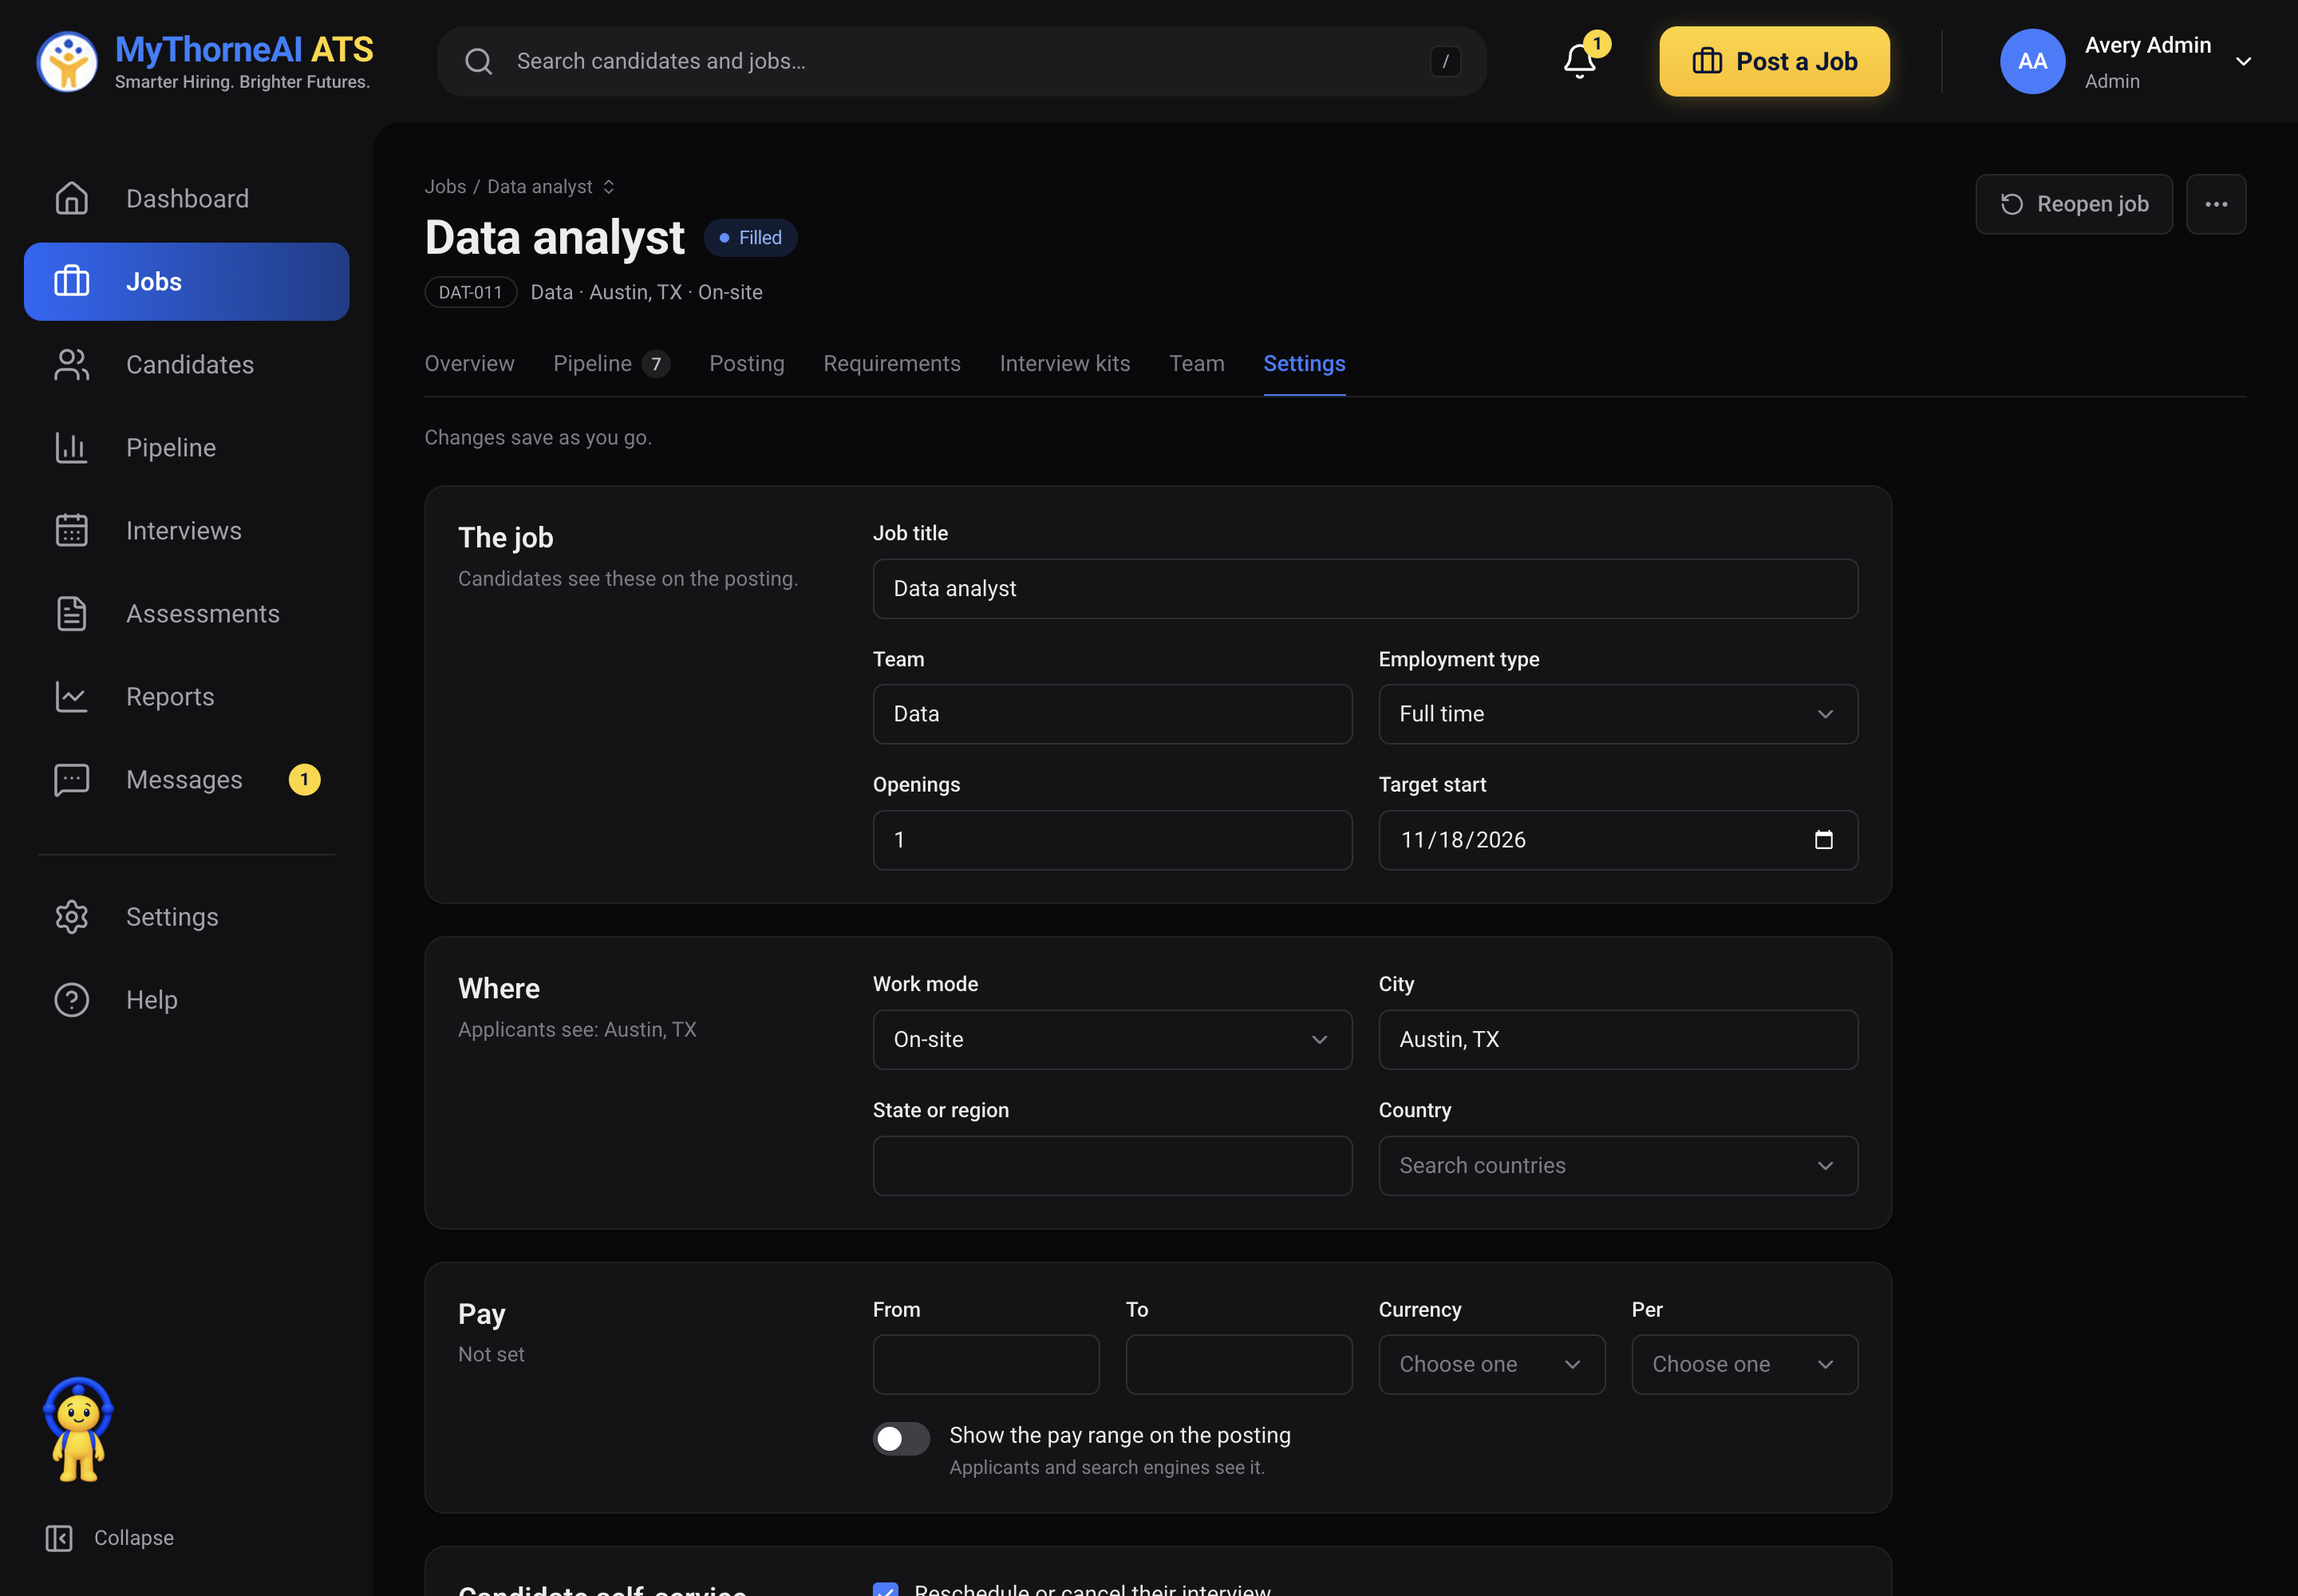 MyThorneAI ATS
Smarter Hiring. Brighter Futures.
Search candidates and jobs…
/
1
Post a Job
AA
Avery Admin
Admin
Dashboard
Jobs
Candidates
Pipeline
Interviews
Assessments
Reports
Messages 1
Settings
Help
Collapse
Jobs / Data analyst
Data analyst
Filled
Reopen job
DAT-011 Data · Austin, TX · On-site
Overview Pipeline 7 Posting Requirements Interview kits Team Settings
Changes save as you go.
The job
Candidates see these on the posting.
Job title
Data analyst
Team Employment type
Data Full time
Openings Target start
1 11/18/2026
Where
Applicants see: Austin, TX
Work mode City
On-site Austin, TX
State or region Country
Search countries
Pay
Not set
From To Currency Per
Choose one Choose one
Show the pay range on the posting
Applicants and search engines see it.
Candidate self-service
Reschedule or cancel their interview